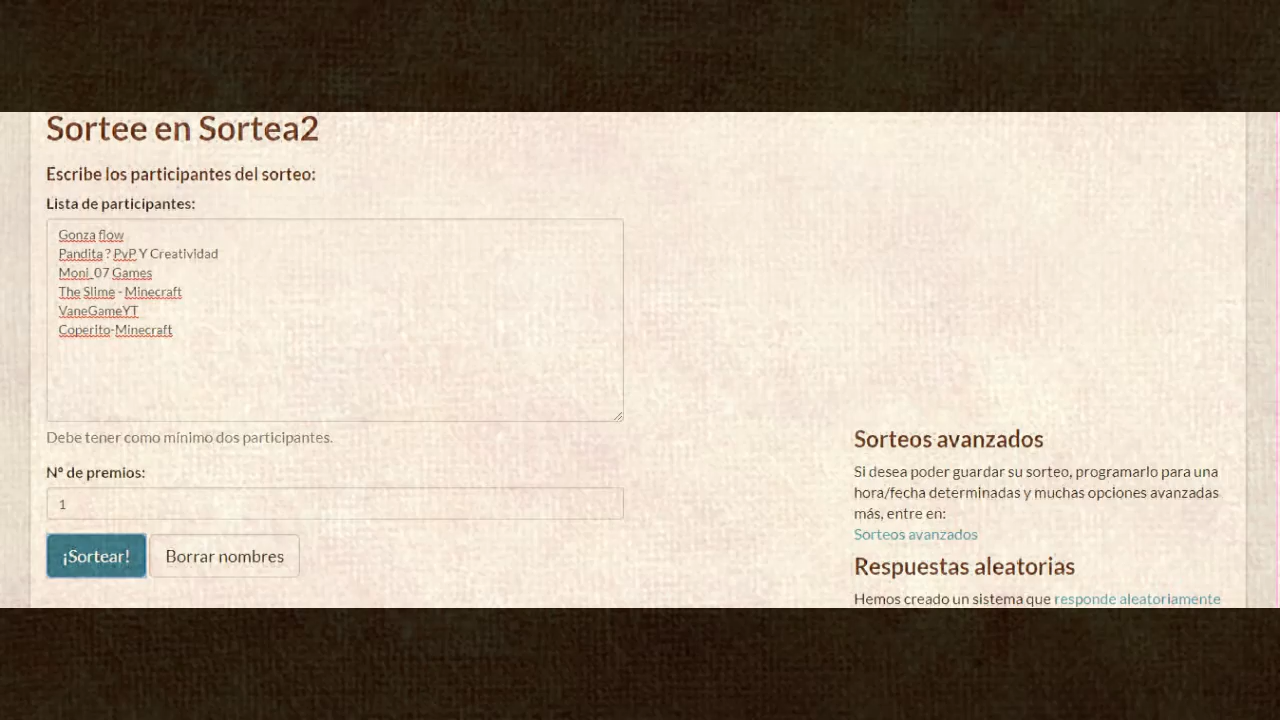 Sortee en Sortea2
Escribe los participantes del sorteo:
Lista de participantes:
Gonza flow
Pandita ? PvP Y Creatividad
Moni_07 Games
The Slime - Minecraft
VaneGameYT
Coperito-Minecraft
Debe tener como mínimo dos participantes.
Nº de premios:
1
¡Sortear!
Borrar nombres
Sorteos avanzados
Si desea poder guardar su sorteo, programarlo para una
hora/fecha determinadas y muchas opciones avanzadas
más, entre en:
Sorteos avanzados
Respuestas aleatorias
Hemos creado un sistema que responde aleatoriamente